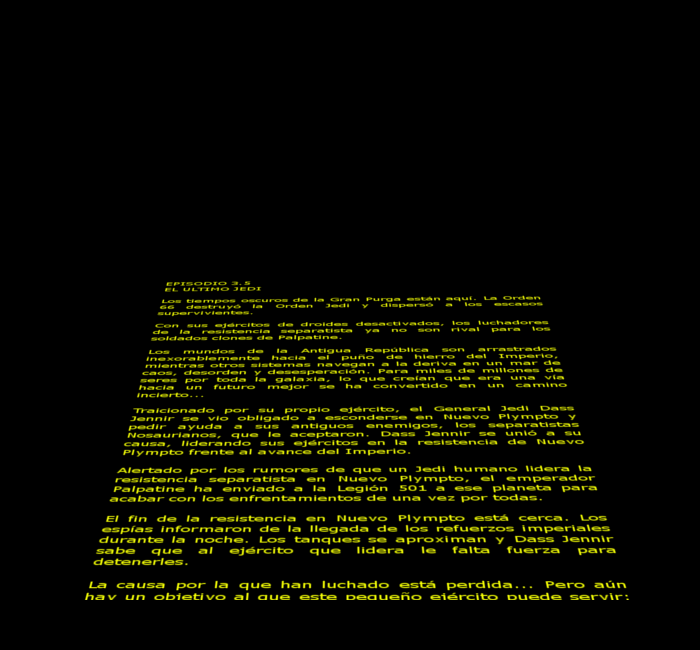 EPISODIO 3.5
EL ULTIMO JEDI
Los tiempos oscuros de la Gran Purga están aquí. La Orden
66 destruyó la Orden Jedi y dispersó a los escasos
supervivientes.
Con sus ejércitos de droides desactivados, los luchadores
de la resistencia separatista ya no son rival para los
soldados clones de Palpatine.
Los mundos de la Antigua República son arrastrados
inexorablemente hacia el puño de hierro del Imperio,
mientras otros sistemas navegan a la deriva en un mar de
caos, desorden y desesperación. Para miles de millones de
seres por toda la galaxia, lo que creían que era una vía
hacia un futuro mejor se ha convertido en un camino
incierto...
Traicionado por su propio ejército, el General Jedi Dass
Jennir se vio obligado a esconderse en Nuevo Plympto y
pedir ayuda a sus antiguos enemigos, los separatistas
Nosaurianos, que le aceptaron. Dass Jennir se unió a su
causa, liderando sus ejércitos en la resistencia de Nuevo
Plympto frente al avance del Imperio.
Alertado por los rumores de que un Jedi humano lidera la
resistencia separatista en Nuevo Plympto, el emperador
Palpatine ha enviado a la Legión 501 a ese planeta para
acabar con los enfrentamientos de una vez por todas.
El fin de la resistencia en Nuevo Plympto está cerca. Los
espías informaron de la llegada de los refuerzos imperiales
durante la noche. Los tanques se aproximan y Dass Jennir
sabe que al ejército que lidera le falta fuerza para
detenerles.
La causa por la que han luchado está perdida... Pero aún
hay un objetivo al que este pequeño ejército puede servir: